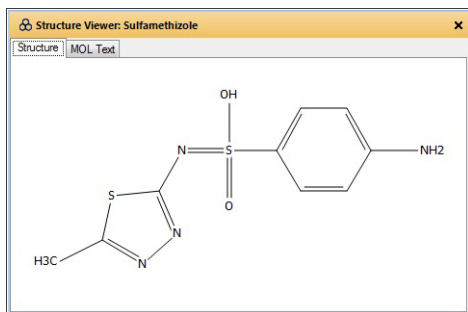 Structure Viewer: Sulfamethizole
Structure MOL Text
OH
N S NH2
S O
N
H3C N